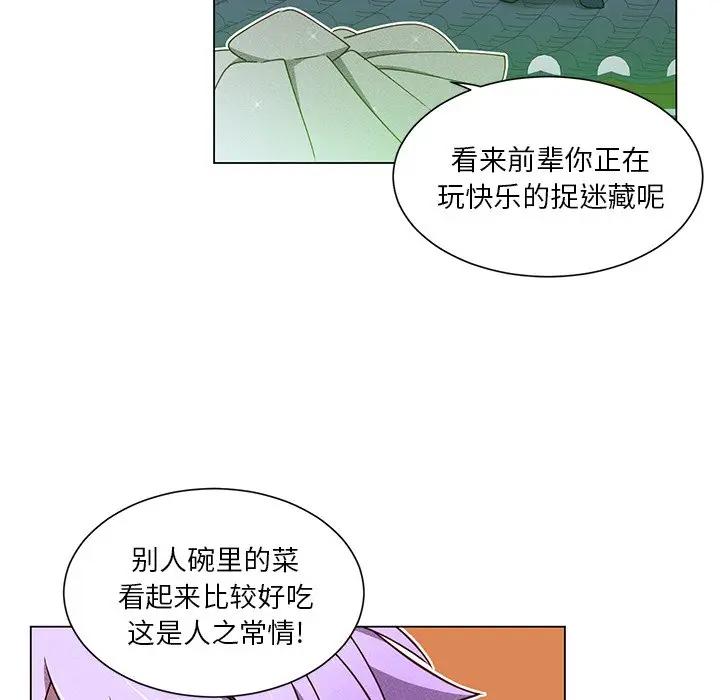 看来前辈你正在
玩快乐的捉迷藏呢
别人碗里的菜
看起来比较好吃
这是人之常情!